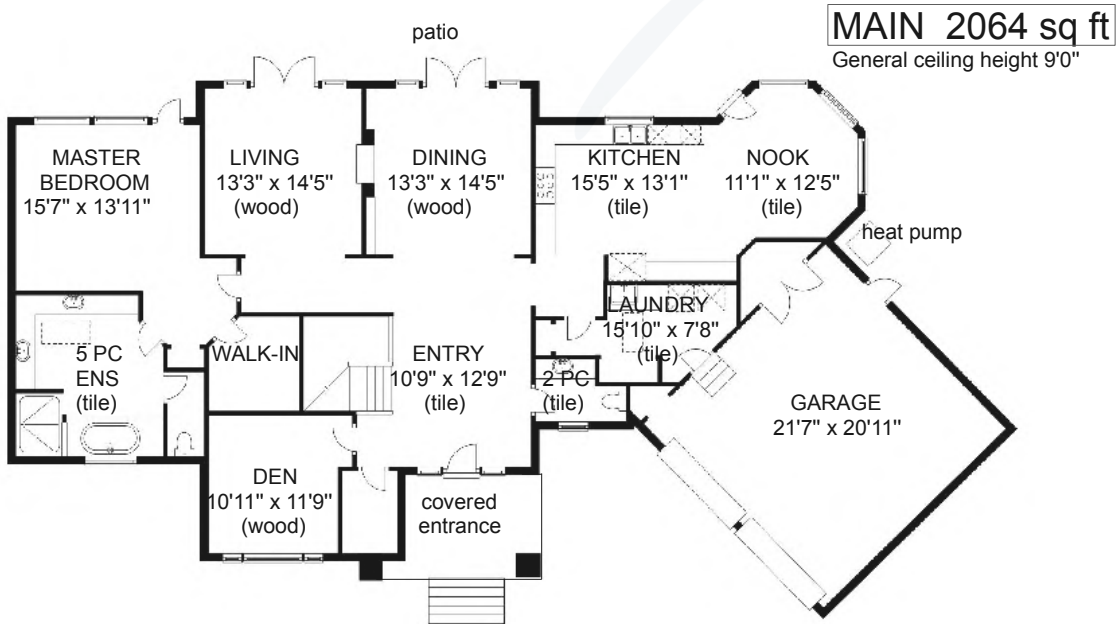 MAIN 2064 sq ft
General ceiling height 9'0"
patio
MASTER
BEDROOM
15'7" x 13'11"
LIVING
13'3" x 14'5"
(wood)
DINING
13'3" x 14'5"
(wood)
KITCHEN
15'5" x 13'1"
(tile)
NOOK
11'1" x 12'5"
(tile)
heat pump
LAUNDRY
15'10" x 7'8"
(tile)
5 PC
ENS
(tile)
WALK-IN
ENTRY
10'9" x 12'9"
(tile)
2 PC
(tile)
GARAGE
21'7" x 20'11"
DEN
10'11" x 11'9"
(wood)
covered
entrance